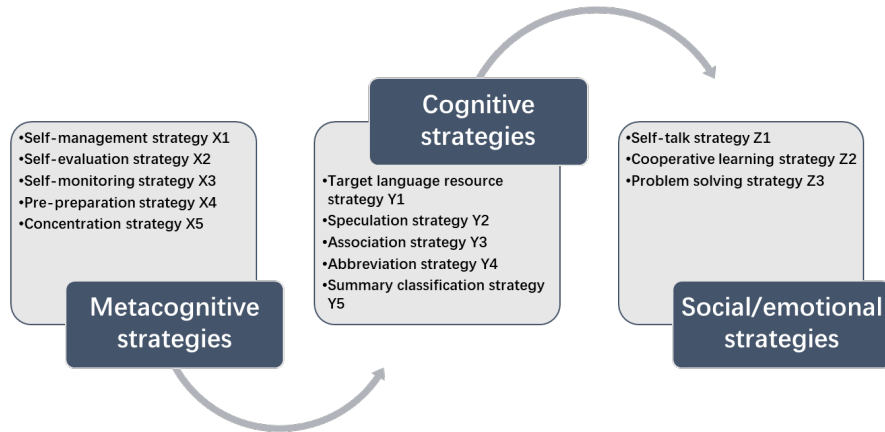 •Self-management strategy X1
•Self-evaluation strategy X2
•Self-monitoring strategy X3
•Pre-preparation strategy X4
•Concentration strategy X5
Metacognitive
strategies
Cognitive
strategies
•Target language resource
strategy Y1
•Speculation strategy Y2
•Association strategy Y3
•Abbreviation strategy Y4
•Summary classification strategy
Y5
•Self-talk strategy Z1
•Cooperative learning strategy Z2
•Problem solving strategy Z3
Social/emotional
strategies